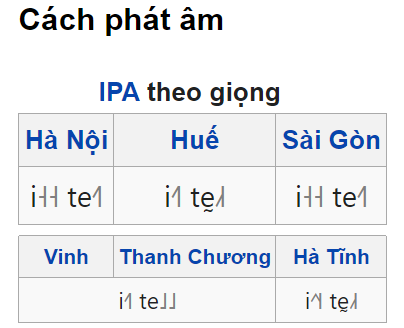 Cách phát âm
IPA theo giọng
Hà Nội Huế Sài Gòn
i˧˧ te˧˥ i˧˥ tḛ˩˧ i˧˧ te˧˥
Vinh Thanh Chương Hà Tĩnh
i˧˥ te˩˩ i˧˥˧ tḛ˩˧